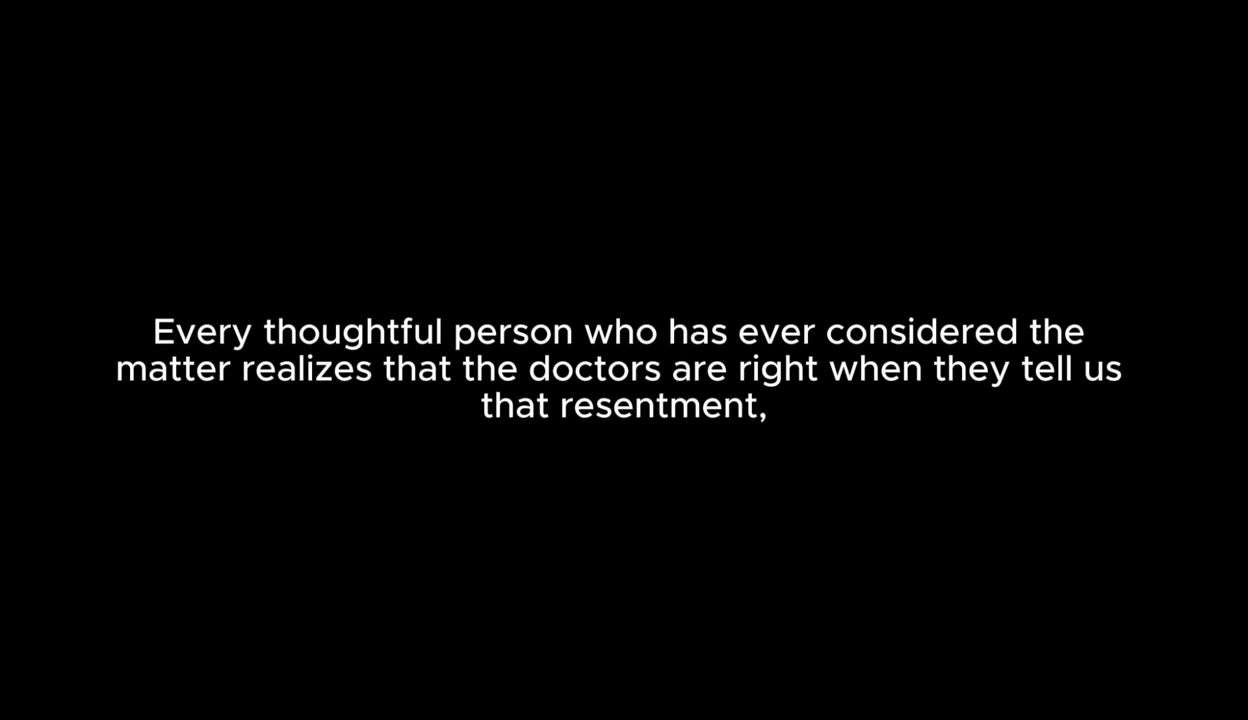 Every thoughtful person who has ever considered the
matter realizes that the doctors are right when they tell us
that resentment,